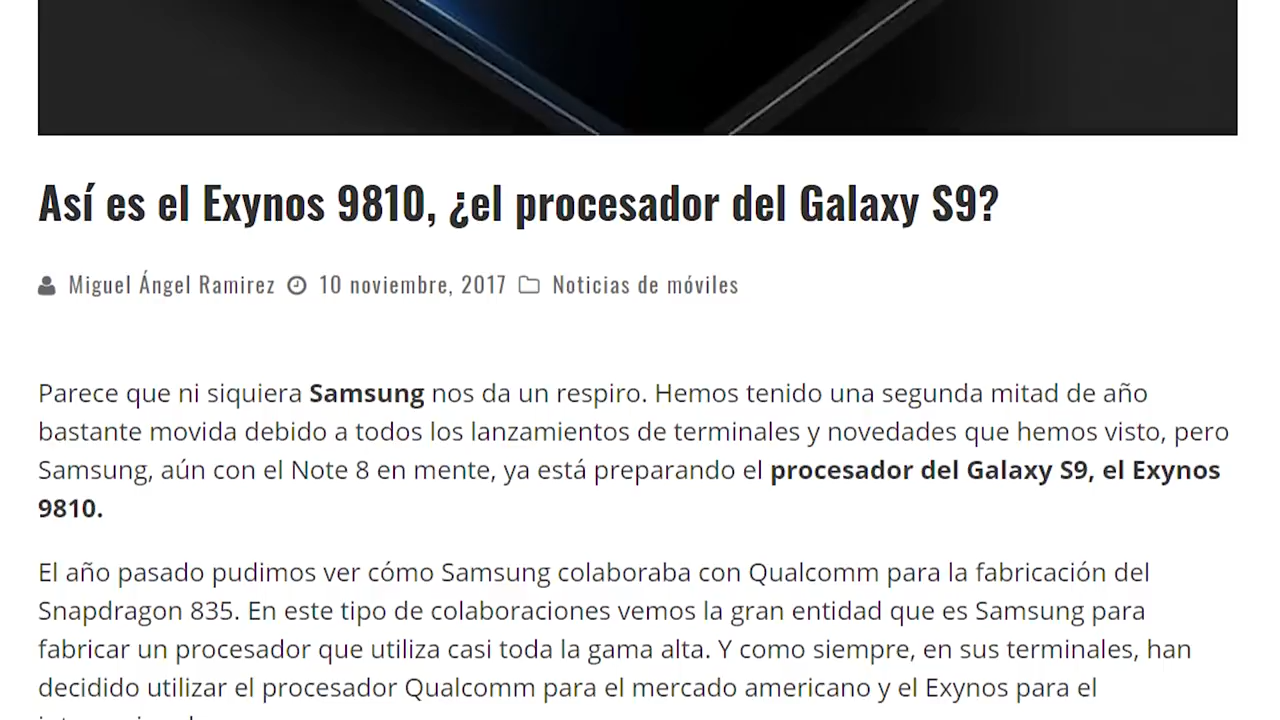 Así es el Exynos 9810, ¿el procesador del Galaxy S9?
Miguel Ángel Ramirez 10 noviembre, 2017 Noticias de móviles
Parece que ni siquiera Samsung nos da un respiro. Hemos tenido una segunda mitad de año
bastante movida debido a todos los lanzamientos de terminales y novedades que hemos visto, pero
Samsung, aún con el Note 8 en mente, ya está preparando el procesador del Galaxy S9, el Exynos
9810.
El año pasado pudimos ver cómo Samsung colaboraba con Qualcomm para la fabricación del
Snapdragon 835. En este tipo de colaboraciones vemos la gran entidad que es Samsung para
fabricar un procesador que utiliza casi toda la gama alta. Y como siempre, en sus terminales, han
decidido utilizar el procesador Qualcomm para el mercado americano y el Exynos para el